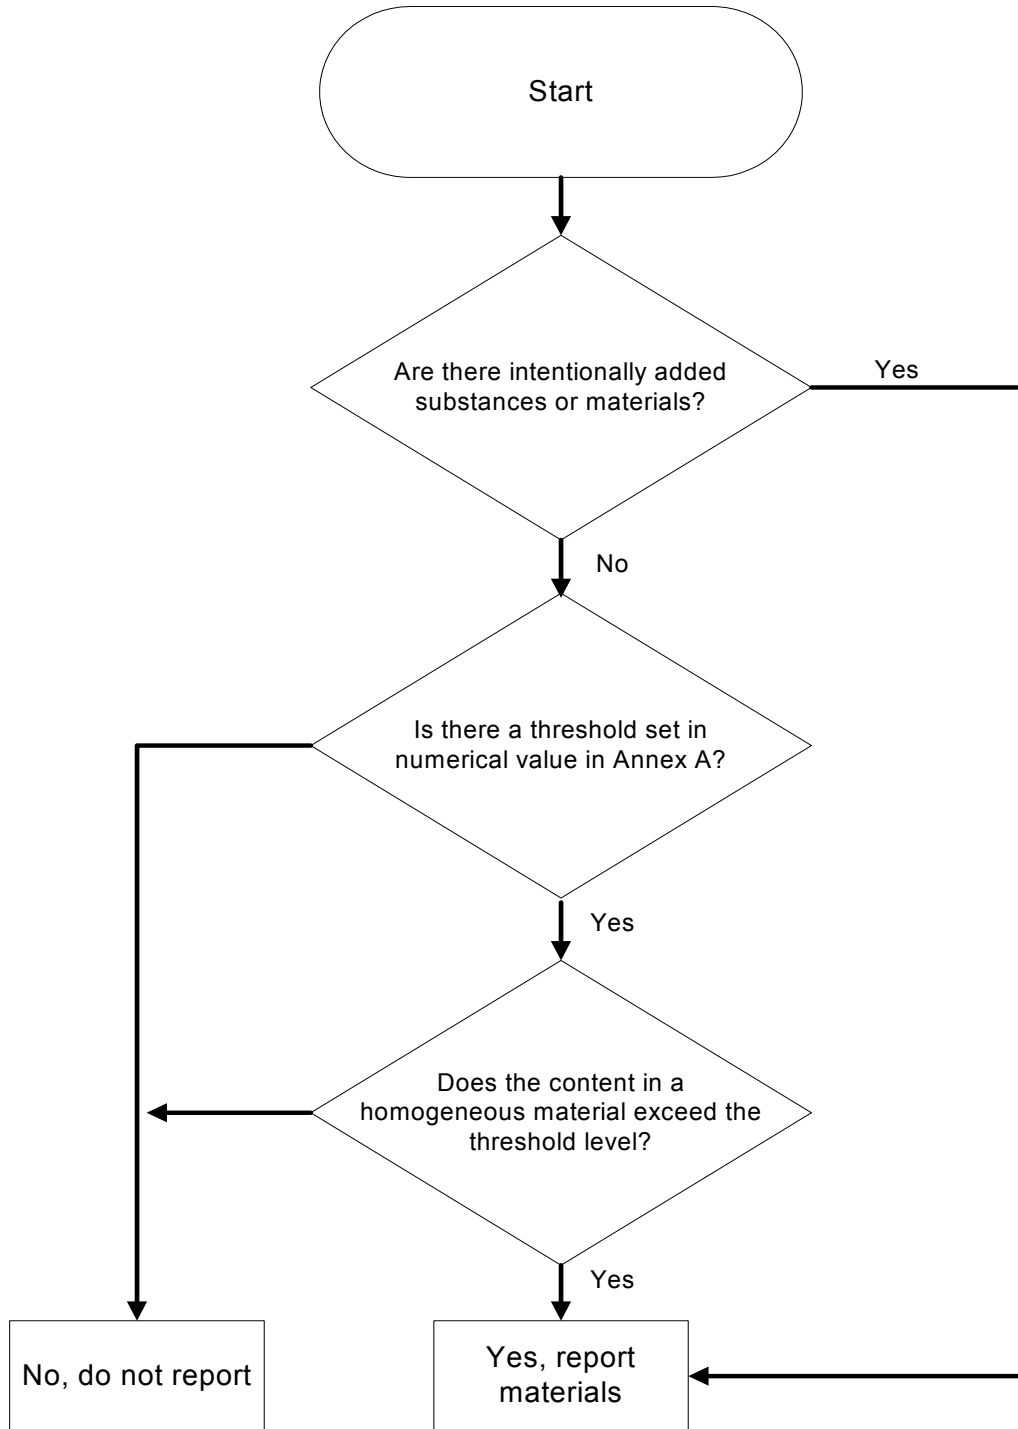 Start
Are there intentionally added
substances or materials?
Yes
No
Is there a threshold set in
numerical value in Annex A?
Yes
Does the content in a
homogeneous material exceed the
threshold level?
Yes
No, do not report
Yes, report
materials